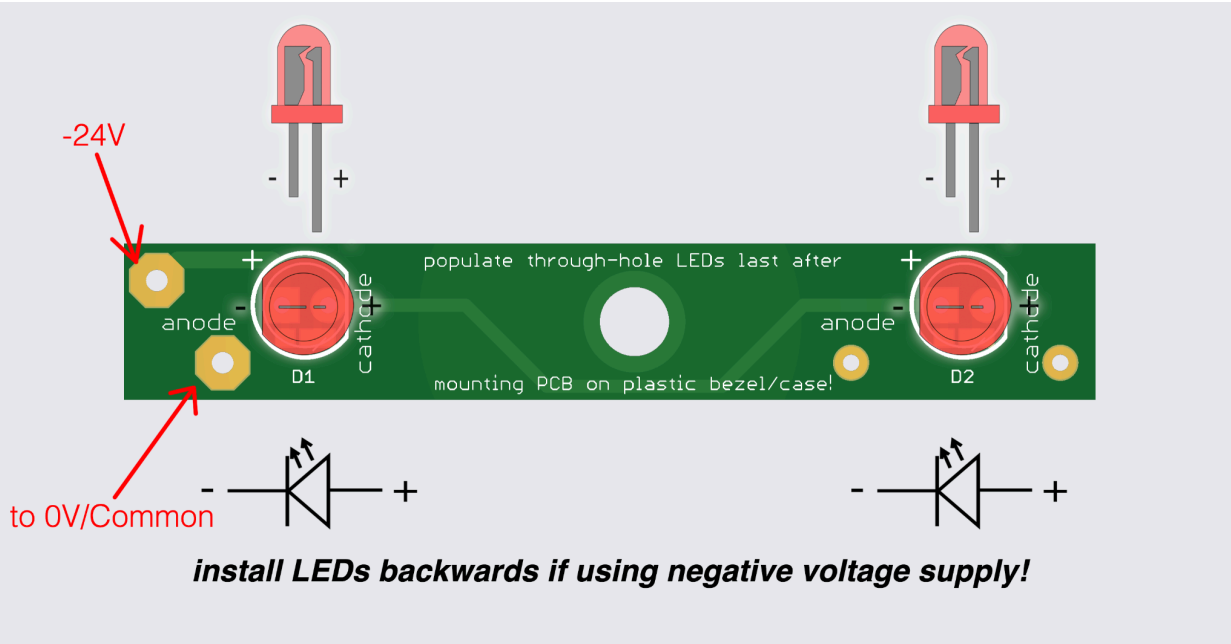 -24V
- +
- +
+ populate through-hole LEDs last after +
- + - +
anode cathode anode cathode
D1 mounting PCB on plastic bezel/case! D2
- +
- +
to 0V/Common
install LEDs backwards if using negative voltage supply!